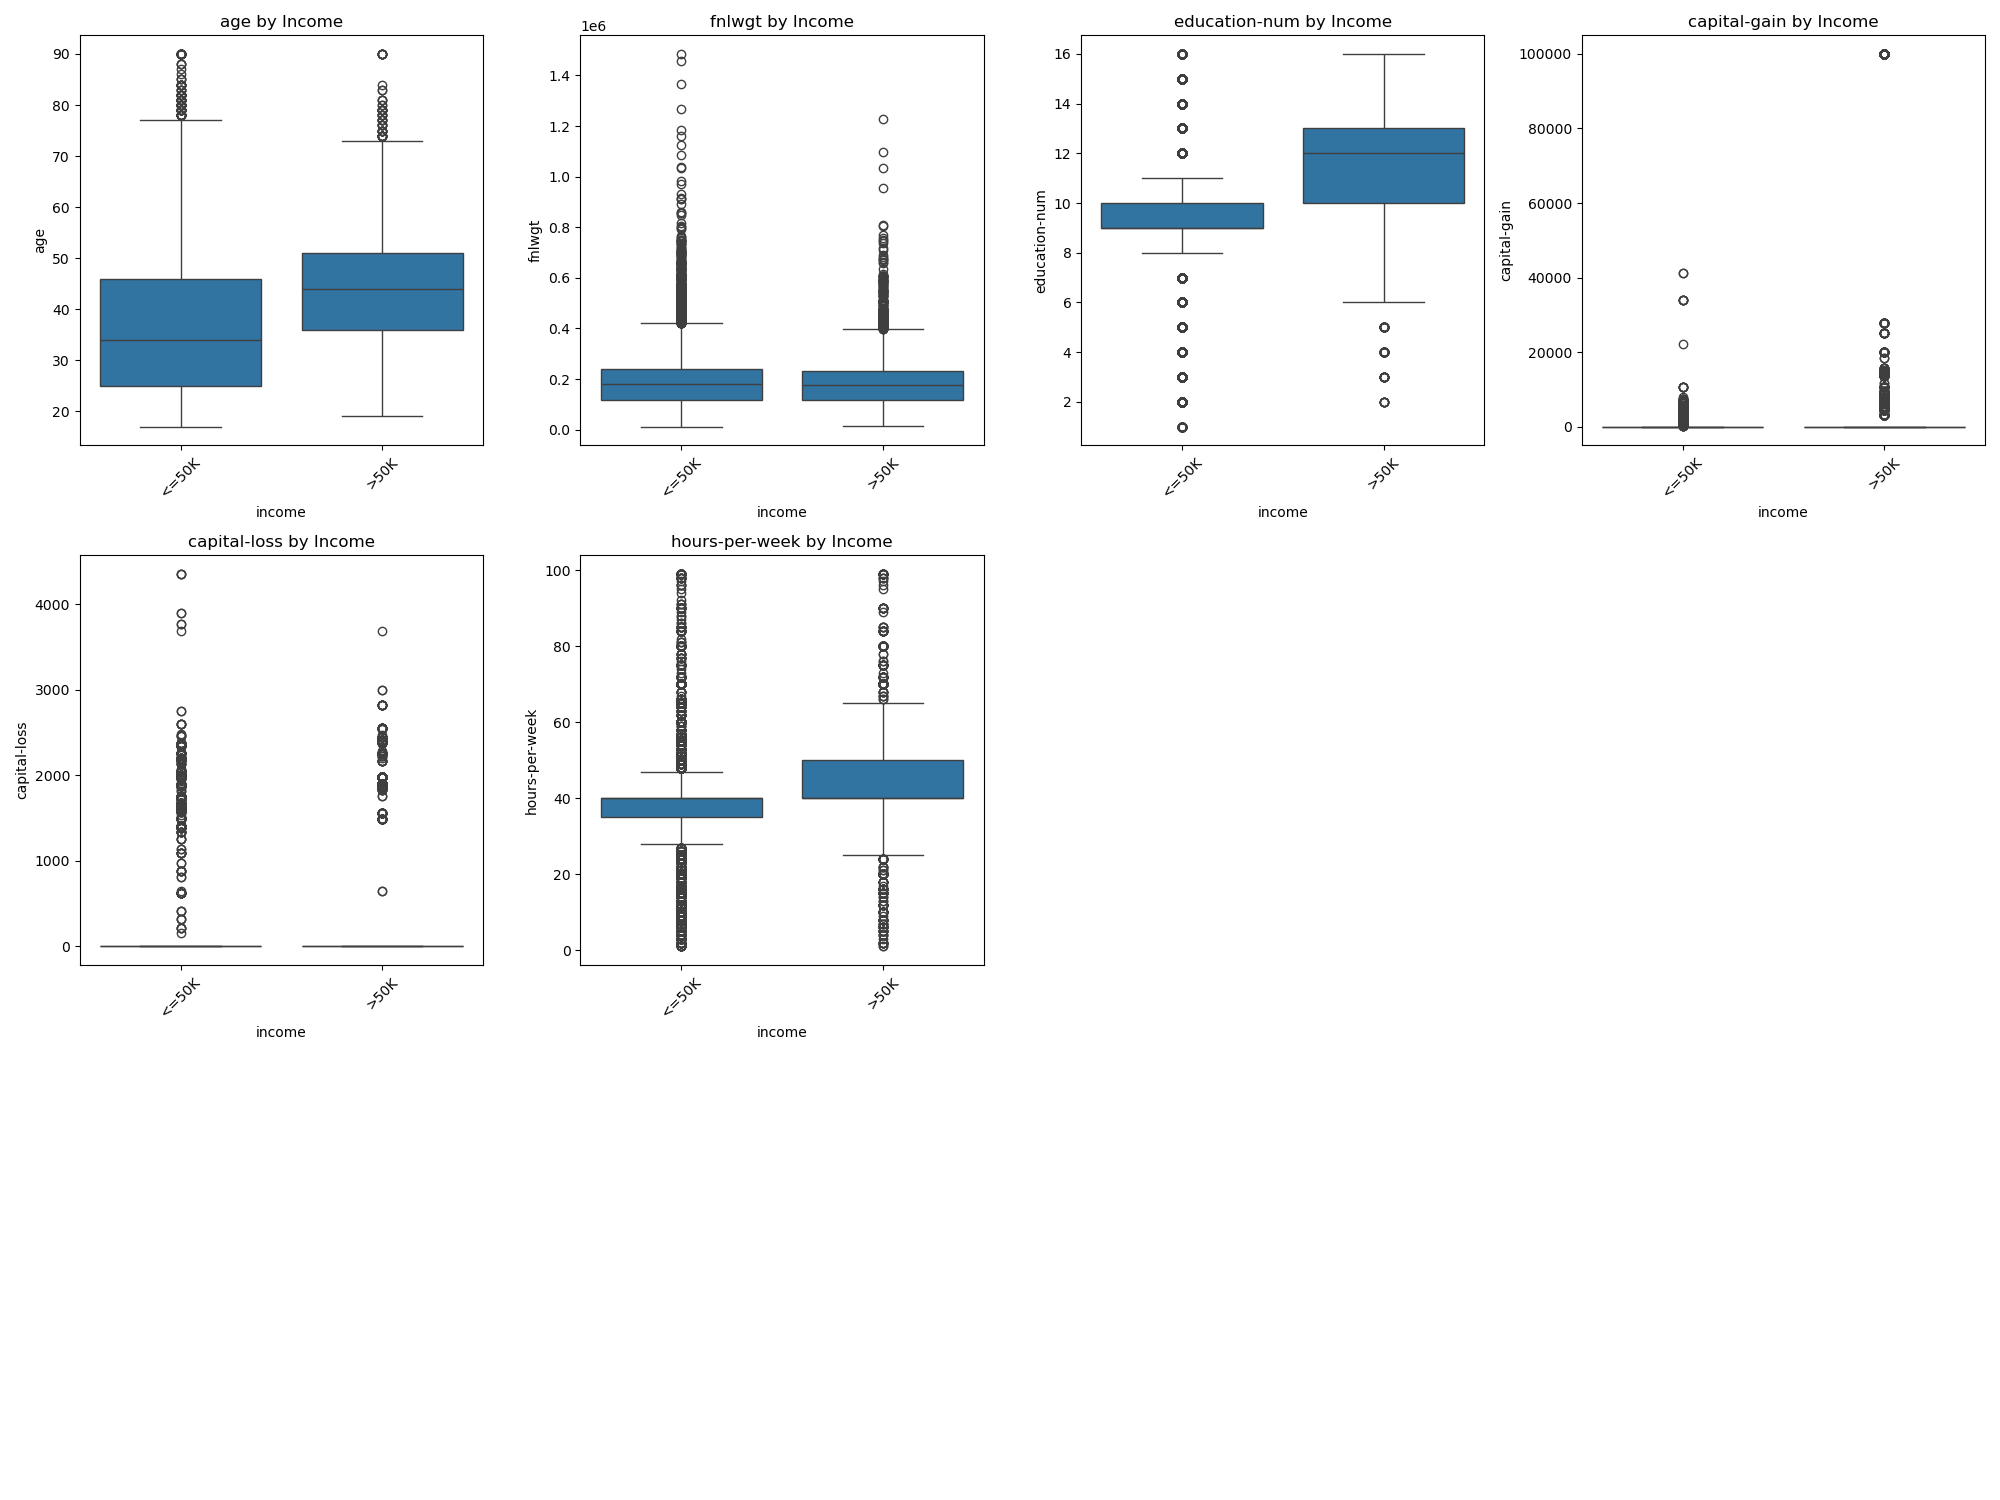 age by Income
age
90
80
70
60
50
40
30
20
<=50K
>50K
income
fnlwgt by Income
1e6
fnlwgt
1.4
1.2
1.0
0.8
0.6
0.4
0.2
0.0
<=50K
>50K
income
education-num by Income
education-num
16
14
12
10
8
6
4
2
<=50K
>50K
income
capital-gain by Income
capital-gain
100000
80000
60000
40000
20000
0
<=50K
>50K
income
capital-loss by Income
capital-loss
4000
3000
2000
1000
0
<=50K
>50K
income
hours-per-week by Income
hours-per-week
100
80
60
40
20
0
<=50K
>50K
income